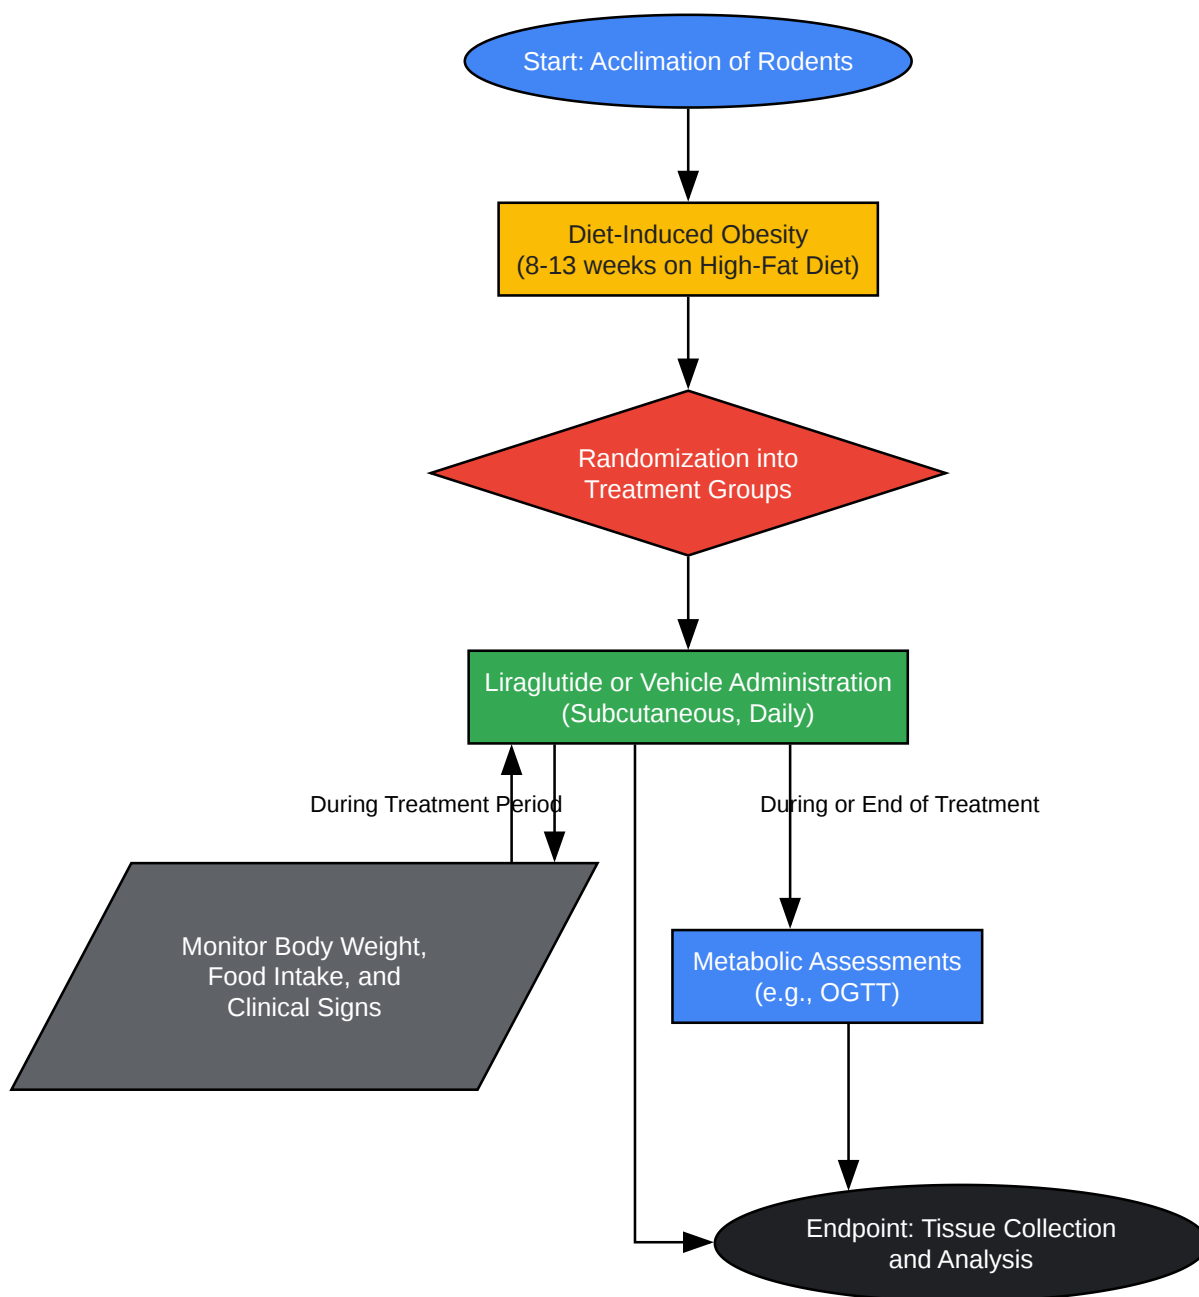 Start: Acclimation of Rodents
Diet-Induced Obesity
(8-13 weeks on High-Fat Diet)
Randomization into
Treatment Groups
Liraglutide or Vehicle Administration
(Subcutaneous, Daily)
During Treatment Period
During or End of Treatment
Monitor Body Weight,
Food Intake, and
Clinical Signs
Metabolic Assessments
(e.g., OGTT)
Endpoint: Tissue Collection
and Analysis